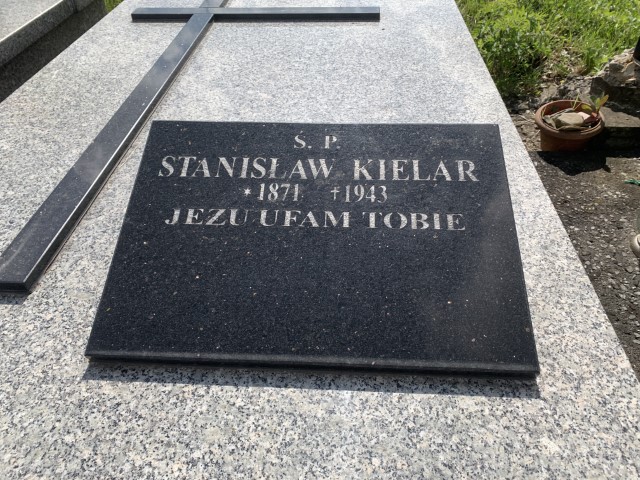 Ś. P.
STANISŁAW KIELAR
*1871 †1943
JEZU UFAM TOBIE